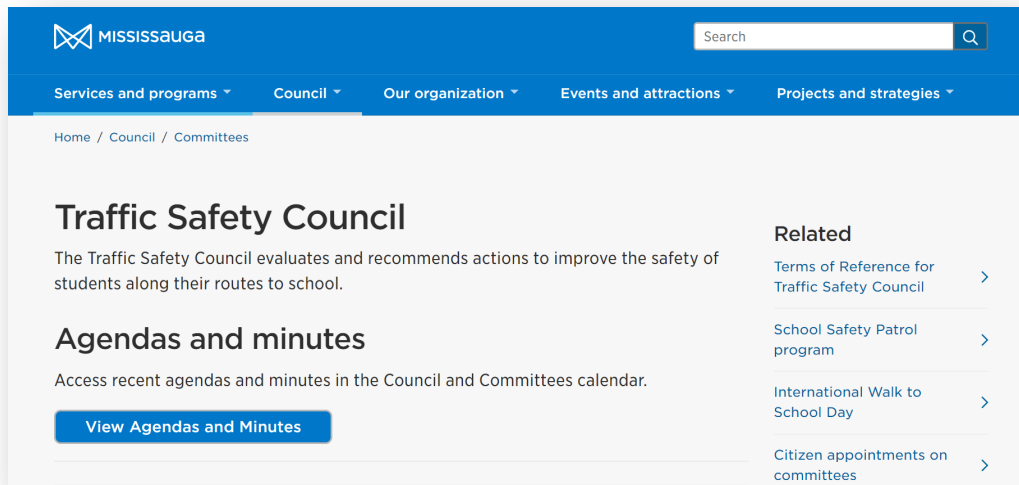 MISSISSAUGA
Search
Services and programs
Council
Our organization
Events and attractions
Projects and strategies
Home / Council / Committees
Traffic Safety Council
The Traffic Safety Council evaluates and recommends actions to improve the safety of
students along their routes to school.
Agendas and minutes
Access recent agendas and minutes in the Council and Committees calendar.
View Agendas and Minutes
Related
Terms of Reference for
Traffic Safety Council
School Safety Patrol
program
International Walk to
School Day
Citizen appointments on
committees